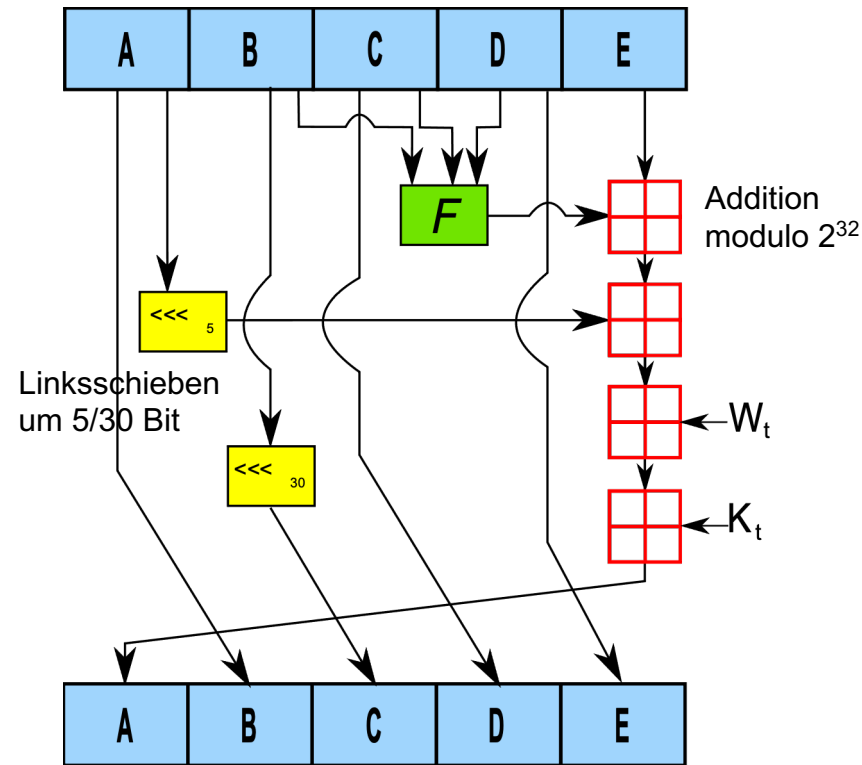 A B C D E
F
Addition
modulo 2³²
<<< 5
Linksschieben
um 5/30 Bit
Wₜ
<<< 30
Kₜ
A B C D E